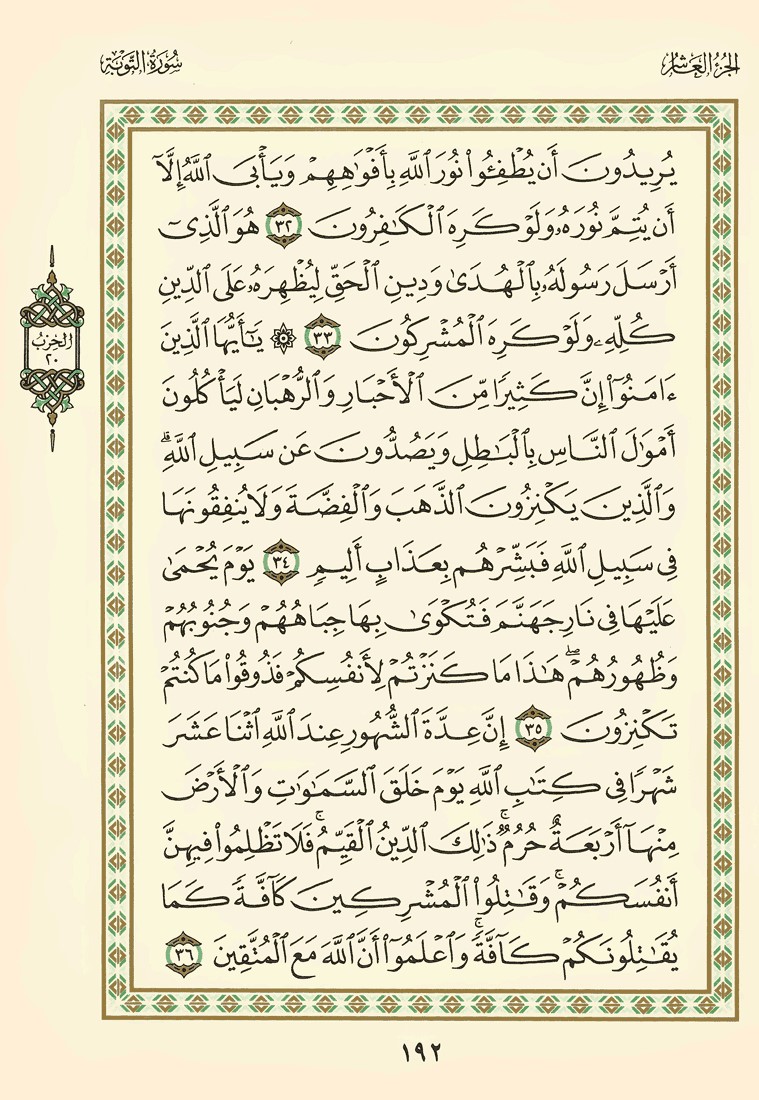 الجزء العاشر
سورة التوبة
يُرِيدُونَ أَن يُطْفِـُٔوا۟ نُورَ ٱللَّهِ بِأَفْوَٰهِهِمْ وَيَأْبَى ٱللَّهُ إِلَّآ
أَن يُتِمَّ نُورَهُۥ وَلَوْ كَرِهَ ٱلْكَـٰفِرُونَ ٣٢ هُوَ ٱلَّذِىٓ
أَرْسَلَ رَسُولَهُۥ بِٱلْهُدَىٰ وَدِينِ ٱلْحَقِّ لِيُظْهِرَهُۥ عَلَى ٱلدِّينِ
كُلِّهِۦ وَلَوْ كَرِهَ ٱلْمُشْرِكُونَ ٣٣ ۞ يَـٰٓأَيُّهَا ٱلَّذِينَ
ءَامَنُوٓا۟ إِنَّ كَثِيرًا مِّنَ ٱلْأَحْبَارِ وَٱلرُّهْبَانِ لَيَأْكُلُونَ
أَمْوَٰلَ ٱلنَّاسِ بِٱلْبَـٰطِلِ وَيَصُدُّونَ عَن سَبِيلِ ٱللَّهِ ۗ
وَٱلَّذِينَ يَكْنِزُونَ ٱلذَّهَبَ وَٱلْفِضَّةَ وَلَا يُنفِقُونَهَا
فِى سَبِيلِ ٱللَّهِ فَبَشِّرْهُم بِعَذَابٍ أَلِيمٍ ٣٤ يَوْمَ يُحْمَىٰ
عَلَيْهَا فِى نَارِ جَهَنَّمَ فَتُكْوَىٰ بِهَا جِبَاهُهُمْ وَجُنُوبُهُمْ
وَظُهُورُهُمْ ۖ هَـٰذَا مَا كَنَزْتُمْ لِأَنفُسِكُمْ فَذُوقُوا۟ مَا كُنتُمْ
تَكْنِزُونَ ٣٥ إِنَّ عِدَّةَ ٱلشُّهُورِ عِندَ ٱللَّهِ ٱثْنَا عَشَرَ
شَهْرًا فِى كِتَـٰبِ ٱللَّهِ يَوْمَ خَلَقَ ٱلسَّمَـٰوَٰتِ وَٱلْأَرْضَ
مِنْهَآ أَرْبَعَةٌ حُرُمٌ ۚ ذَٰلِكَ ٱلدِّينُ ٱلْقَيِّمُ ۚ فَلَا تَظْلِمُوا۟ فِيهِنَّ
أَنفُسَكُمْ ۚ وَقَـٰتِلُوا۟ ٱلْمُشْرِكِينَ كَآفَّةً كَمَا
يُقَـٰتِلُونَكُمْ كَآفَّةً ۚ وَٱعْلَمُوٓا۟ أَنَّ ٱللَّهَ مَعَ ٱلْمُتَّقِينَ ٣٦
الحزب
٢٠
١٩٢